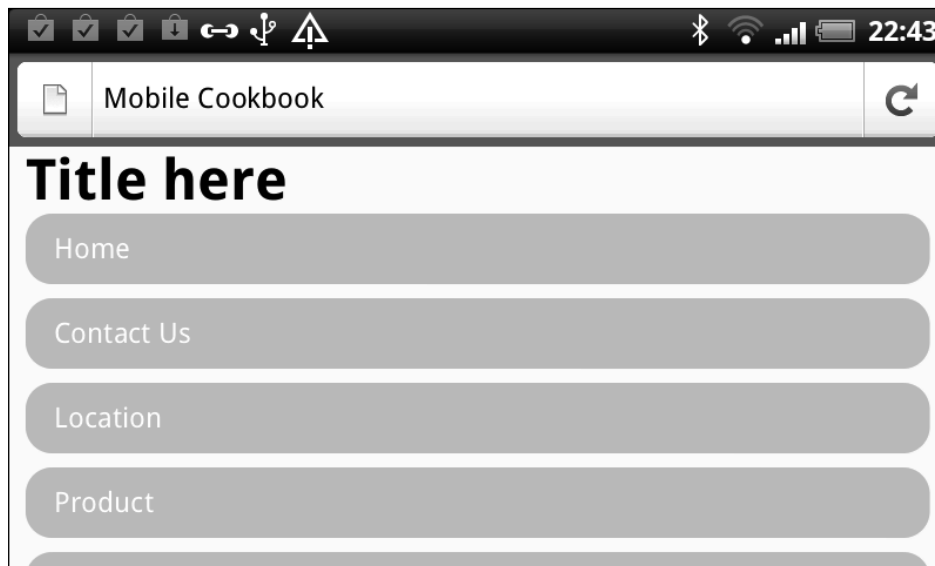 22:43
Mobile Cookbook
Title here
Home
Contact Us
Location
Product